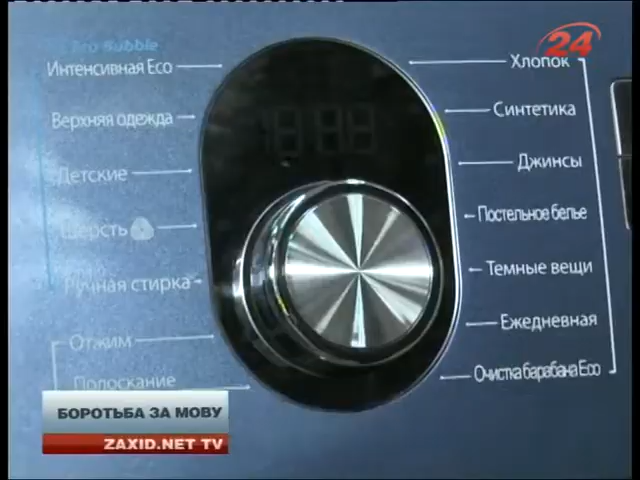 Eco Bubble
Интенсивная Eco
Верхняя одежда
Детские
Шерсть
Ручная стирка
Отжим
Полоскание
24
Хлопок
Синтетика
Джинсы
Постельное белье
Темные вещи
Ежедневная
Очистка барабана Eco
БОРОТЬБА ЗА МОВУ
ZAXID.NET TV